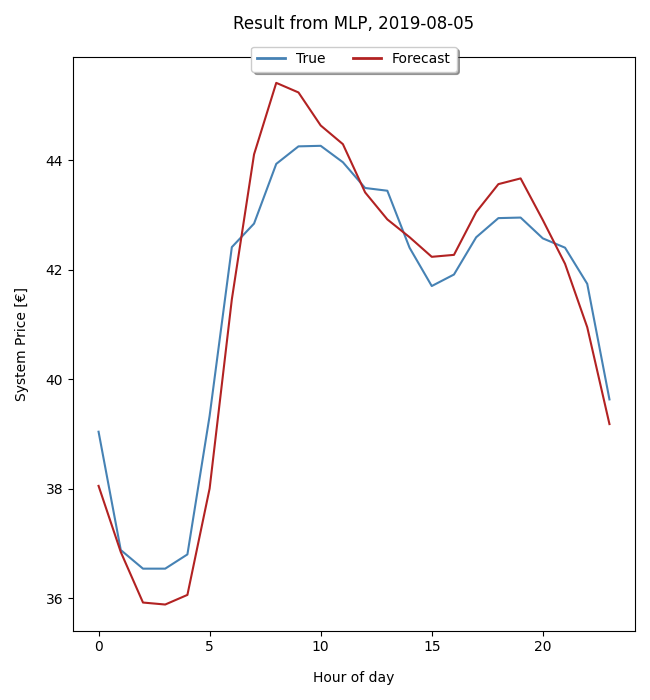 Result from MLP, 2019-08-05
True Forecast
44
42
40
38
36
System Price [€]
0 5 10 15 20
Hour of day